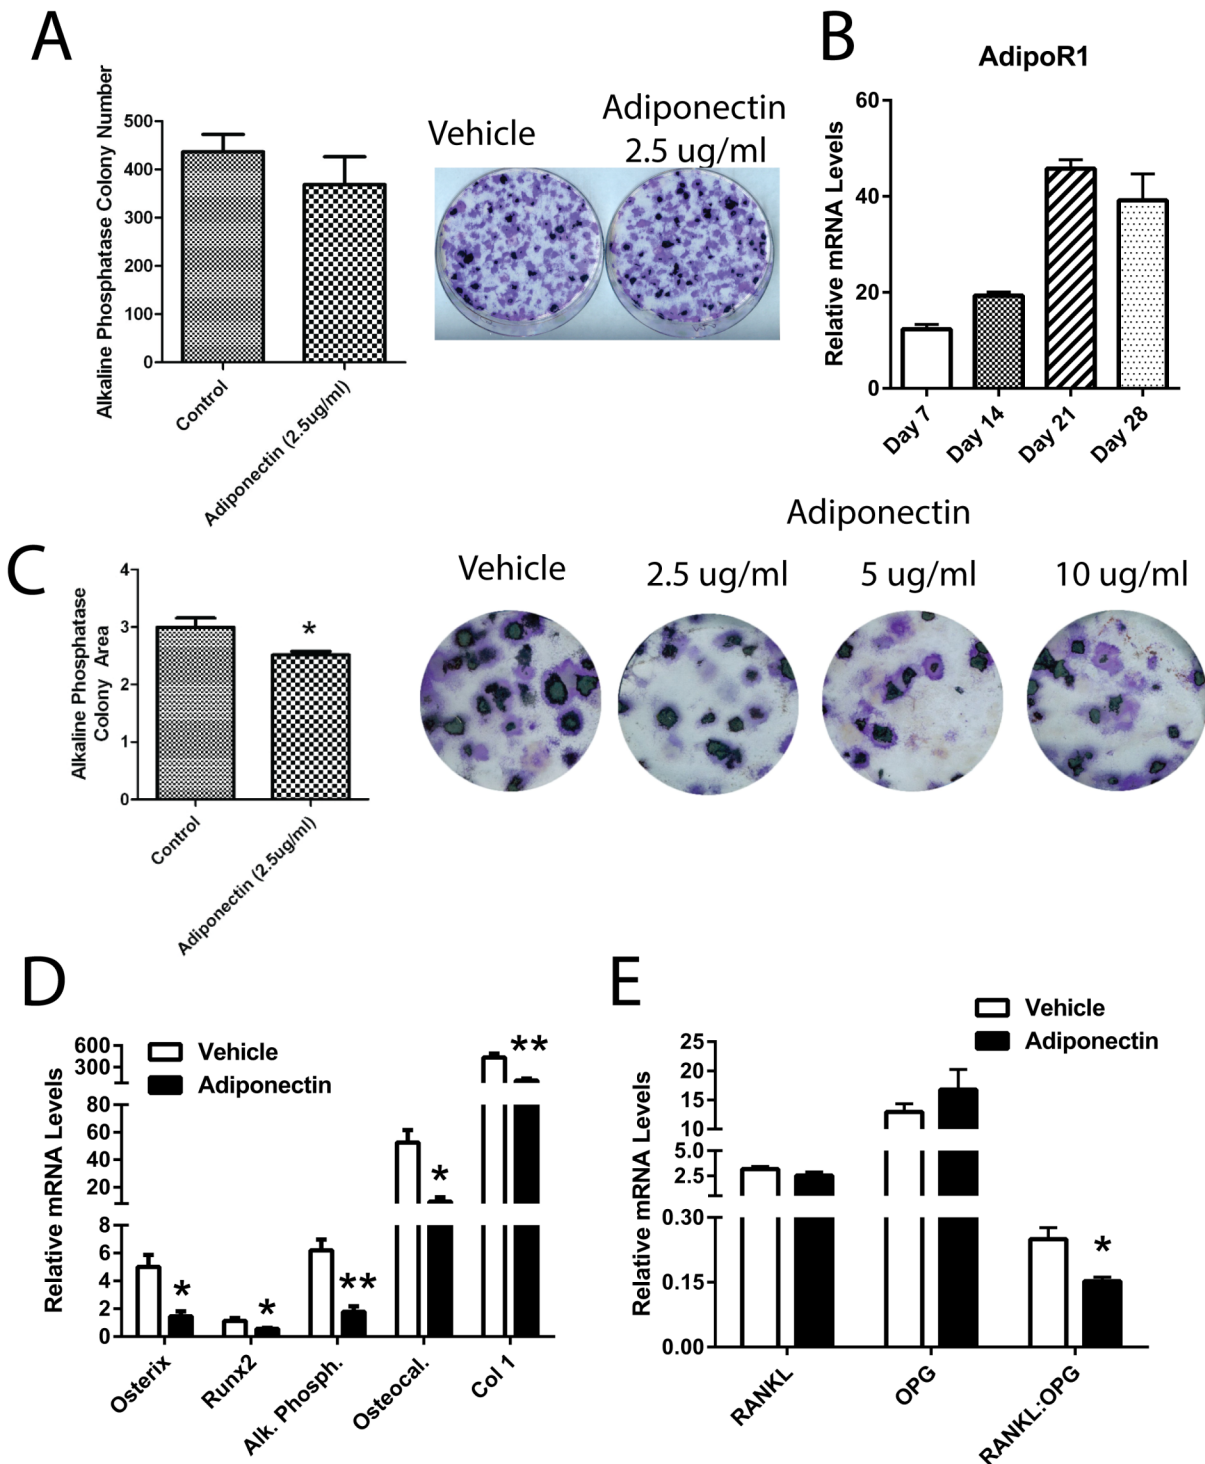 A
Alkaline Phosphatase Colony Number
500
400
300
200
100
0
Control
Adiponectin (2.5ug/ml)
Vehicle
Adiponectin
2.5 ug/ml
B
AdipoR1
Relative mRNA Levels
60
40
20
0
Day 7
Day 14
Day 21
Day 28
C
Alkaline Phosphatase
Colony Area
4
3
2
1
0
*
Control
Adiponectin (2.5ug/ml)
Adiponectin
Vehicle
2.5 ug/ml
5 ug/ml
10 ug/ml
D
Relative mRNA Levels
600
300
80
60
40
20
8
6
4
2
0
Vehicle
Adiponectin
*
*
**
*
**
Osterix
Runx2
Alk. Phosph.
Osteocal.
Col 1
E
Vehicle
Adiponectin
Relative mRNA Levels
25
20
15
10
5.0
2.5
0.30
0.15
0.00
*
RANKL
OPG
RANKL:OPG